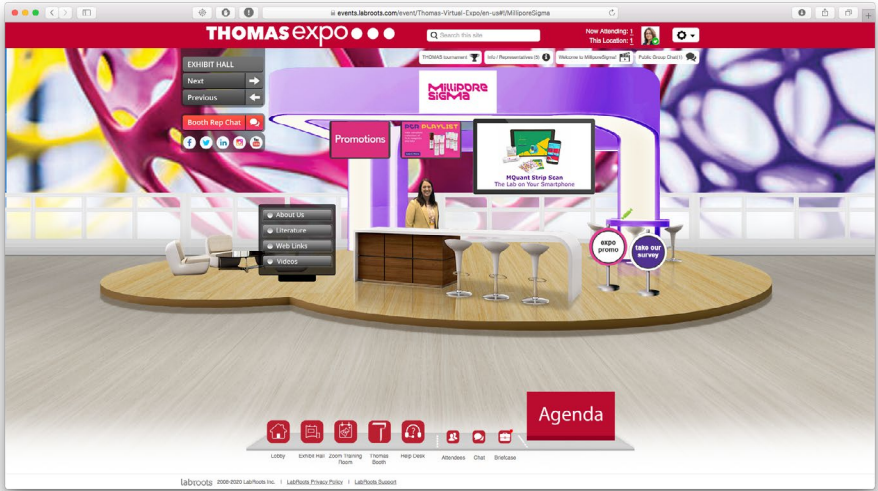 events.labroots.com/event/Thomas-Virtual-Expo/en-us#!/MilliporeSigma
THOMAS expo
Search this site
Now Attending: 1
This Location: 1
THOMAS tournament
Info / Representatives (5)
Welcome to MilliporeSigma!
Public Group Chat(1)
EXHIBIT HALL
Next
Previous
Booth Rep Chat
MILLIPORE
SIGMA
Promotions
PCR PLAYLIST
MQuant Strip Scan
The Lab on Your Smartphone
About Us
Literature
Web Links
Videos
expo
promo
take our
survey
Agenda
Lobby
Exhibit Hall
Zoom Training
Room
Thomas
Booth
Help Desk
Attendees
Chat
Briefcase
labroots 2008-2020 LabRoots Inc. | LabRoots Privacy Policy | LabRoots Support